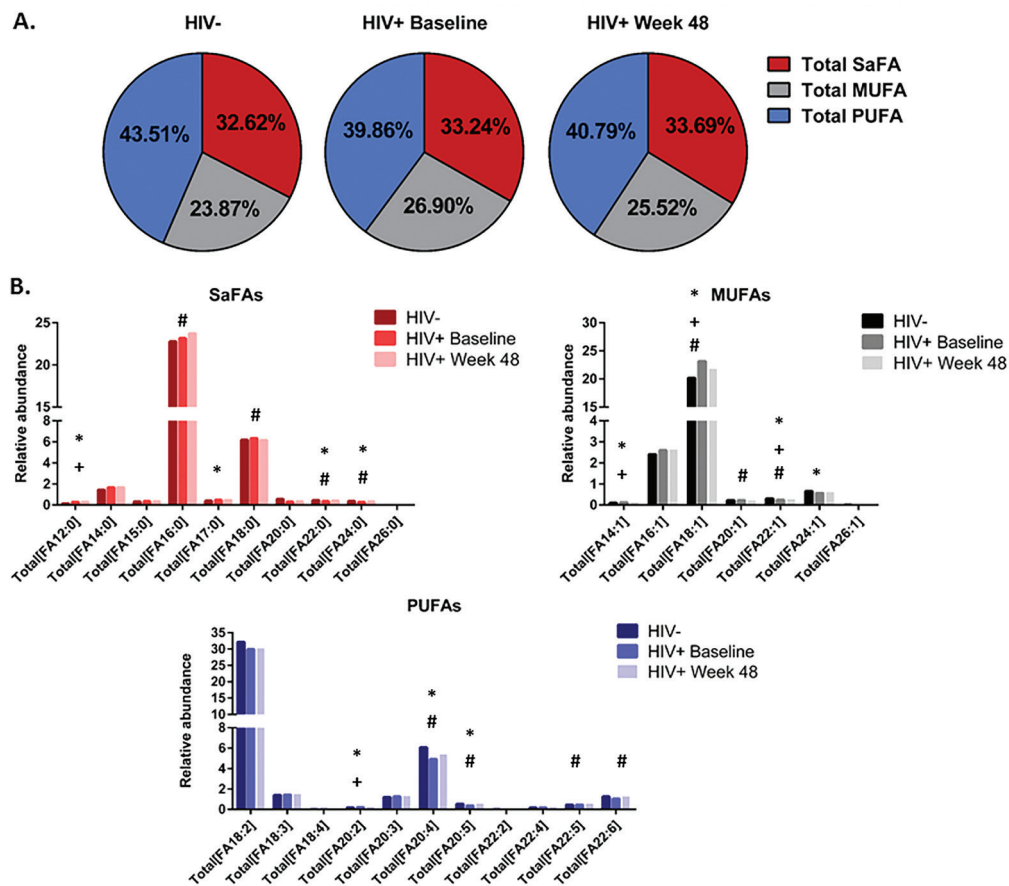 A.
HIV-
HIV+ Baseline
HIV+ Week 48
43.51%
32.62%
23.87%
39.86%
33.24%
26.90%
40.79%
33.69%
25.52%
Total SaFA
Total MUFA
Total PUFA
B.
SaFAs
Relative abundance
25
20
15
8
6
4
2
0
*
+
#
*
#
*
#
*
#
HIV-
HIV+ Baseline
HIV+ Week 48
Total[FA12:0]
Total[FA14:0]
Total[FA15:0]
Total[FA16:0]
Total[FA17:0]
Total[FA18:0]
Total[FA20:0]
Total[FA22:0]
Total[FA24:0]
Total[FA26:0]
MUFAs
Relative abundance
30
25
20
15
4
3
2
1
0
*
+
*
+
#
#
*
+
#
*
HIV-
HIV+ Baseline
HIV+ Week 48
Total[FA14:1]
Total[FA16:1]
Total[FA18:1]
Total[FA20:1]
Total[FA22:1]
Total[FA24:1]
Total[FA26:1]
PUFAs
Relative abundance
35
30
25
20
15
10
8
6
4
2
0
*
+
*
#
*
#
#
#
HIV-
HIV+ Baseline
HIV+ Week 48
Total[FA18:2]
Total[FA18:3]
Total[FA18:4]
Total[FA20:2]
Total[FA20:3]
Total[FA20:4]
Total[FA20:5]
Total[FA22:2]
Total[FA22:4]
Total[FA22:5]
Total[FA22:6]